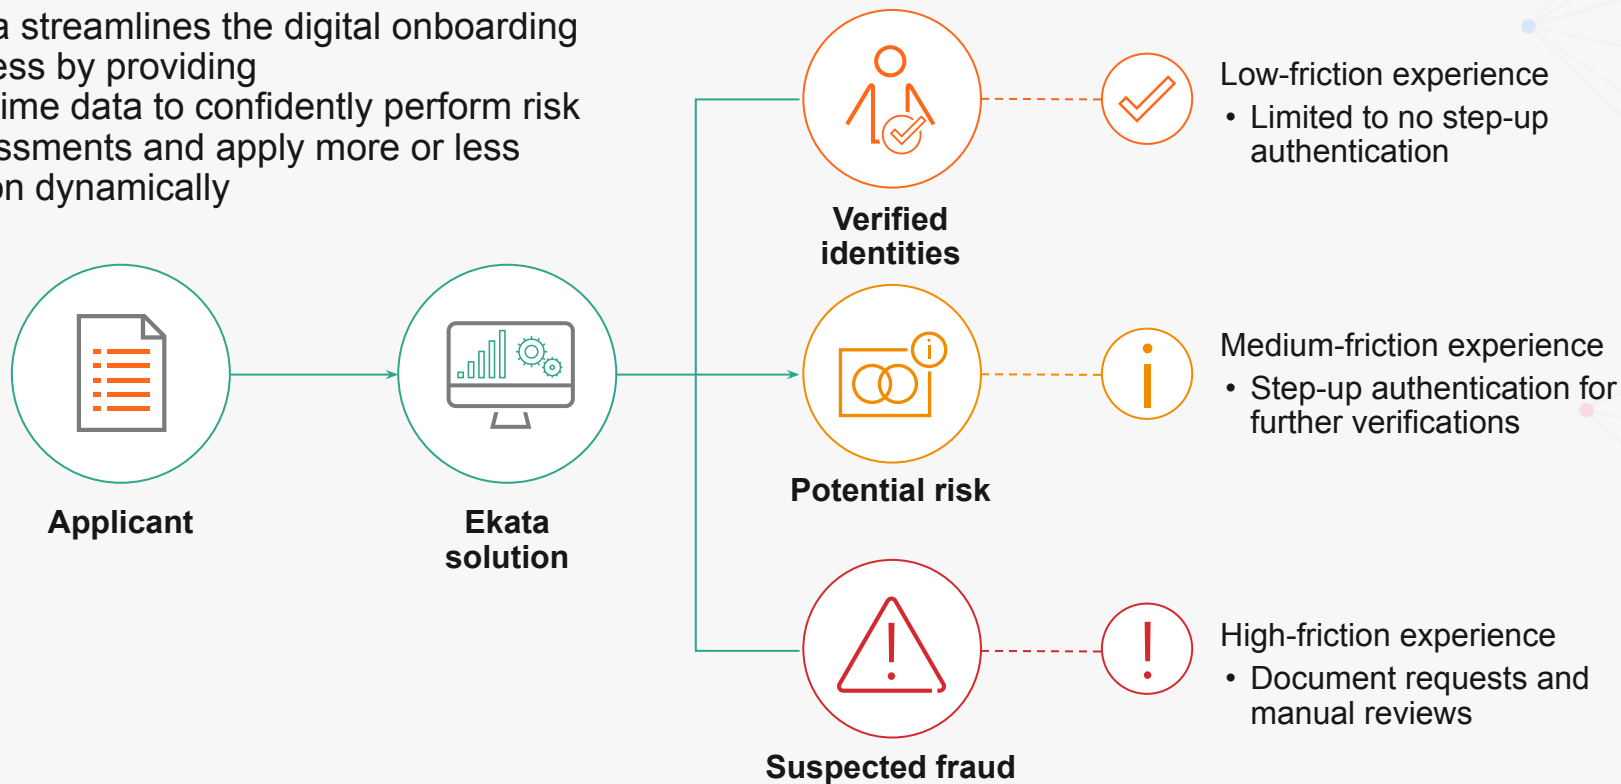 a streamlines the digital onboarding
ess by providing
ime data to confidently perform risk
ssments and apply more or less
on dynamically
Applicant
Ekata
solution
Verified
identities
Low-friction experience
• Limited to no step-up
authentication
Potential risk
Medium-friction experience
• Step-up authentication for
further verifications
Suspected fraud
High-friction experience
• Document requests and
manual reviews